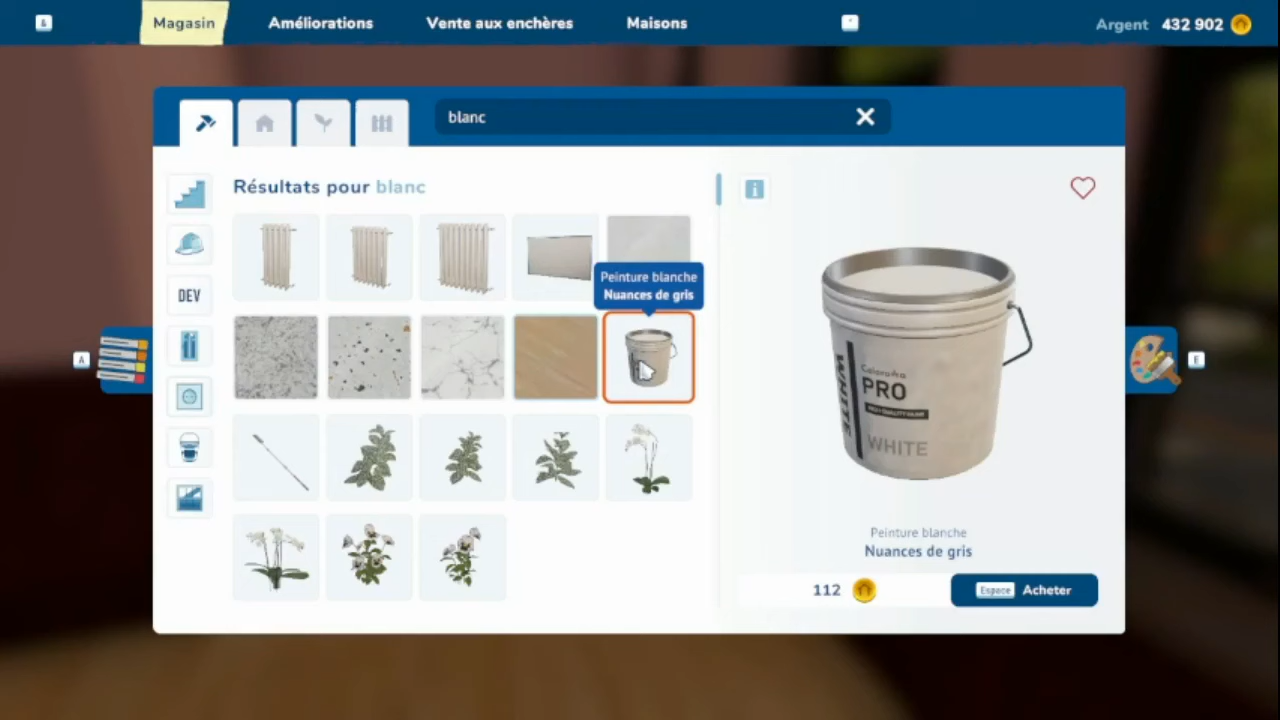 &
Magasin
Améliorations
Vente aux enchères
Maisons
Argent 432 902
blanc
Résultats pour blanc
DEV
Peinture blanche
Nuances de gris
A
E
WHITE
PRO
WHITE
Peinture blanche
Nuances de gris
112
Espace Acheter